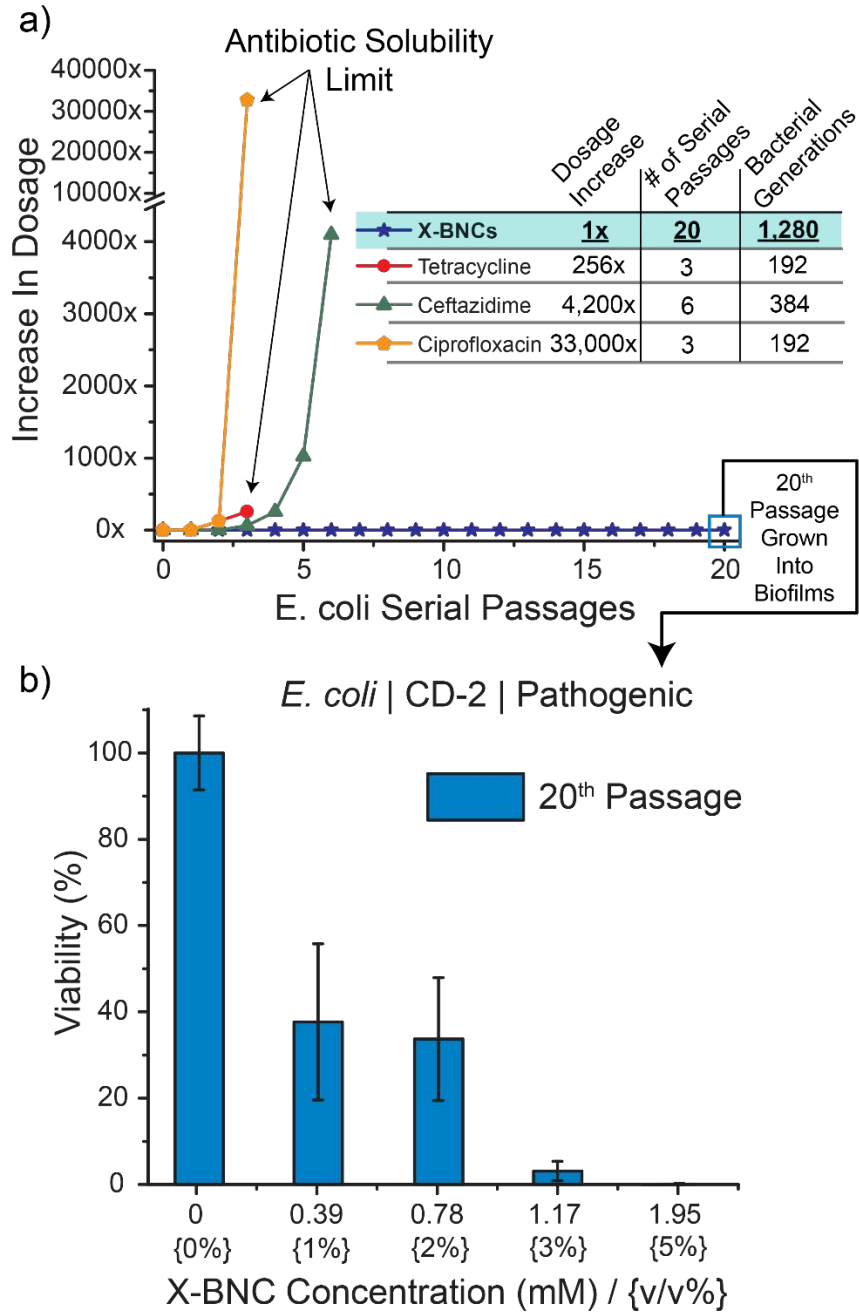 a)
Antibiotic Solubility
Limit
40000x
30000x
20000x
10000x
4000x
3000x
2000x
1000x
0x
Increase In Dosage
Dosage
Increase
# of Serial
Passages
Bacterial
Generations
X-BNCs 1x 20 1,280
Tetracycline 256x 3 192
Ceftazidime 4,200x 6 384
Ciprofloxacin 33,000x 3 192
20th
Passage
Grown
Into
Biofilms
0 5 10 15 20
E. coli Serial Passages
b)
E. coli | CD-2 | Pathogenic
20th Passage
100
80
60
40
20
0
Viability (%)
0 0.39 0.78 1.17 1.95
{0%} {1%} {2%} {3%} {5%}
X-BNC Concentration (mM) / {v/v%}